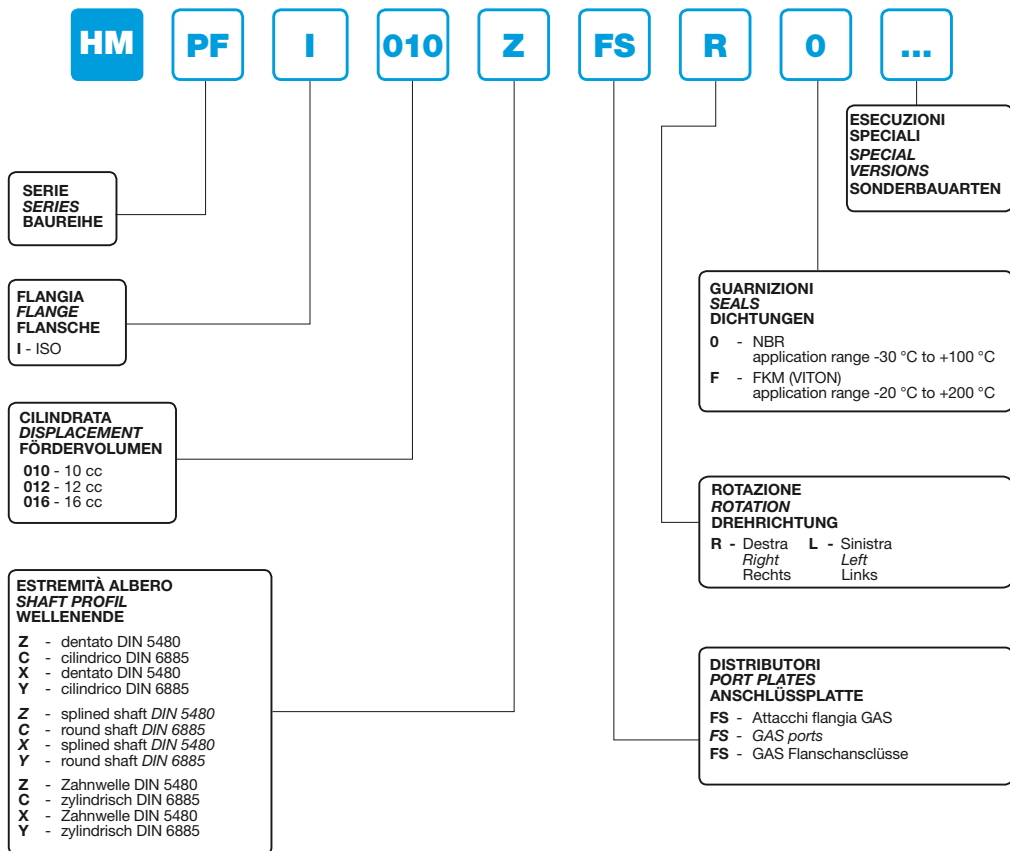 HM PF I 010 Z FS R 0 ...
ESECUZIONI
SPECIALI
SPECIAL
VERSIONS
SONDERBAUARTEN
SERIE
SERIES
BAUREIHE
FLANGIA
FLANGE
FLANSCHE
I - ISO
GUARNIZIONI
SEALS
DICHTUNGEN
0 - NBR
application range -30 °C to +100 °C
F - FKM (VITON)
application range -20 °C to +200 °C
CILINDRATA
DISPLACEMENT
FÖRDERVOLUMEN
010 - 10 cc
012 - 12 cc
016 - 16 cc
ROTAZIONE
ROTATION
DREHRICHTUNG
R - Destra L - Sinistra
Right Left
Rechts Links
ESTREMITÀ ALBERO
SHAFT PROFIL
WELLENENDE
Z - dentato DIN 5480
C - cilindrico DIN 6885
X - dentato DIN 5480
Y - cilindrico DIN 6885
Z - splined shaft DIN 5480
C - round shaft DIN 6885
X - splined shaft DIN 5480
Y - round shaft DIN 6885
Z - Zahnwelle DIN 5480
C - zylindrisch DIN 6885
X - Zahnwelle DIN 5480
Y - zylindrisch DIN 6885
DISTRIBUTORI
PORT PLATES
ANSCHLÜSSPLATTE
FS - Attacchi flangia GAS
FS - GAS ports
FS - GAS Flanschansclüsse